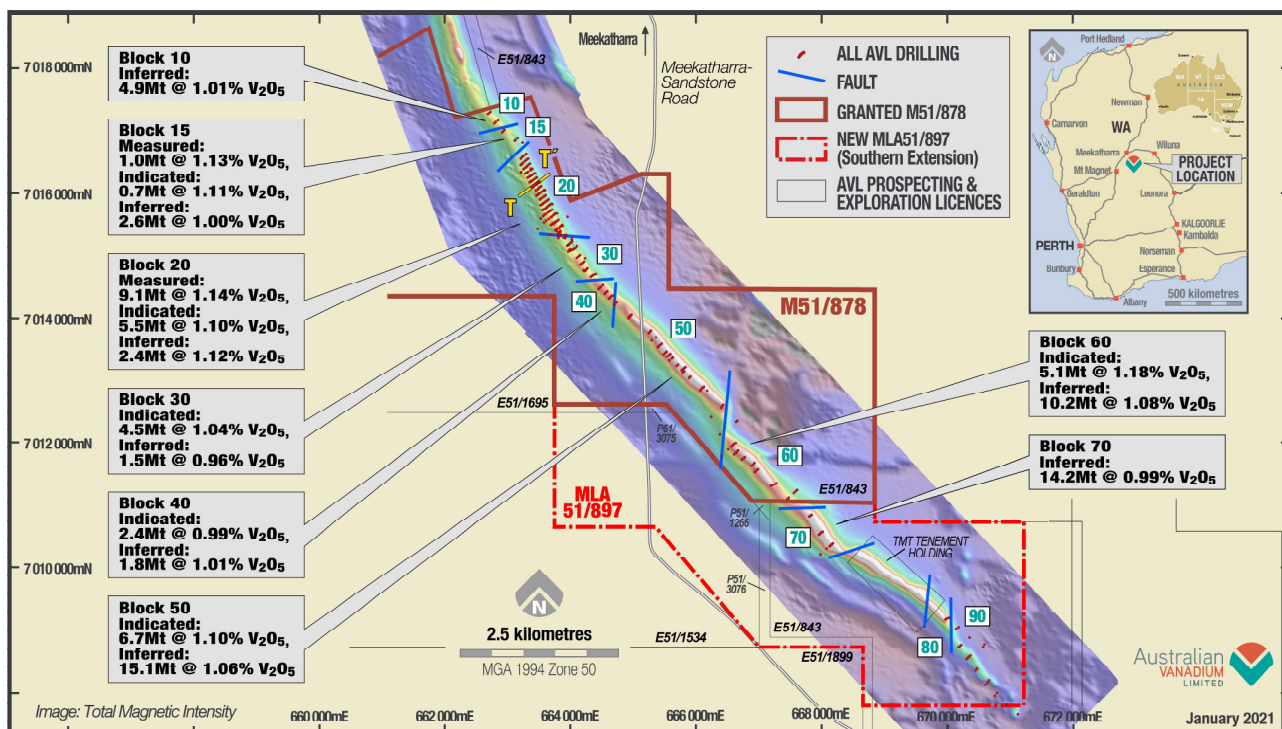 7 018 000mN
7 016 000mN
7 014 000mN
7 012 000mN
7 010 000mN
Block 10
Inferred:
4.9Mt @ 1.01% V₂O₅
Block 15
Measured:
1.0Mt @ 1.13% V₂O₅,
Indicated:
0.7Mt @ 1.11% V₂O₅,
Inferred:
2.6Mt @ 1.00% V₂O₅
Block 20
Measured:
9.1Mt @ 1.14% V₂O₅,
Indicated:
5.5Mt @ 1.10% V₂O₅,
Inferred:
2.4Mt @ 1.12% V₂O₅
Block 30
Indicated:
4.5Mt @ 1.04% V₂O₅,
Inferred:
1.5Mt @ 0.96% V₂O₅
Block 40
Indicated:
2.4Mt @ 0.99% V₂O₅,
Inferred:
1.8Mt @ 1.01% V₂O₅
Block 50
Indicated:
6.7Mt @ 1.10% V₂O₅,
Inferred:
15.1Mt @ 1.06% V₂O₅
E51/843
Meekatharra
Meekatharra-
Sandstone
Road
10
15
T´
T
20
30
40
50
60
70
80
90
M51/878
E51/1695
P51/
3075
MLA
51/897
E51/843
P51/
1266
P51/
3076
TMT TENEMENT
HOLDING
E51/843
E51/1534
E51/1899
ALL AVL DRILLING
FAULT
GRANTED M51/878
NEW MLA51/897
(Southern Extension)
AVL PROSPECTING &
EXPLORATION LICENCES
N
Port Hedland
Newman
Carnarvon
WA
Meekatharra
Wiluna
Mt Magnet
PROJECT
LOCATION
Geraldton
Leonora
KALGOORLIE
Kambalda
PERTH
Norseman
Bunbury
Esperance
Albany
500 kilometres
WA
NT
QLD
AUSTRALIA
SA
NSW
Block 60
Indicated:
5.1Mt @ 1.18% V₂O₅,
Inferred:
10.2Mt @ 1.08% V₂O₅
Block 70
Inferred:
14.2Mt @ 0.99% V₂O₅
N
2.5 kilometres
MGA 1994 Zone 50
Australian
VANADIUM
LIMITED
Image: Total Magnetic Intensity
660 000mE
662 000mE
664 000mE
666 000mE
668 000mE
670 000mE
672 000mE
January 2021